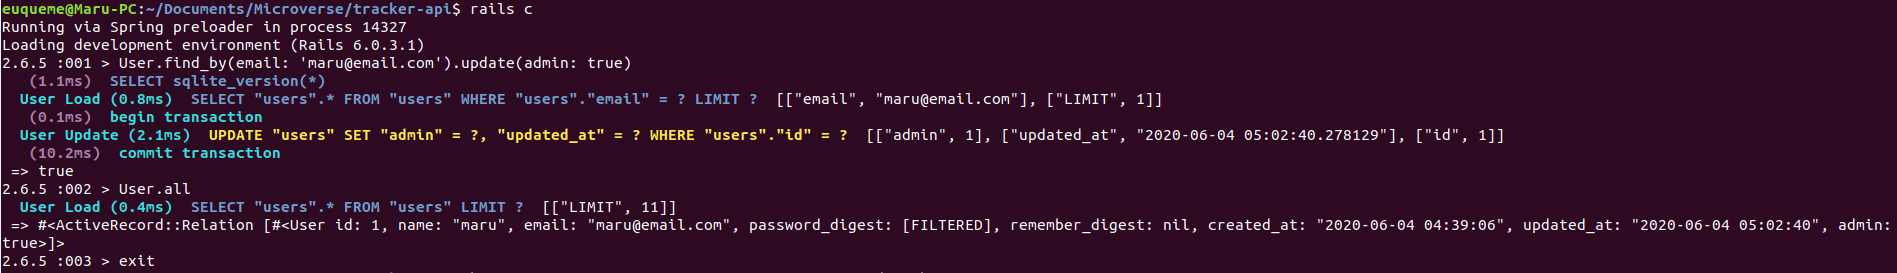 euqueme@Maru-PC:~/Documents/Microverse/tracker-api$ rails c
Running via Spring preloader in process 14327
Loading development environment (Rails 6.0.3.1)
2.6.5 :001 > User.find_by(email: 'maru@email.com').update(admin: true)
(1.1ms)  SELECT sqlite_version(*)
User Load (0.8ms)  SELECT "users".* FROM "users" WHERE "users"."email" = ? LIMIT ?  [["email", "maru@email.com"], ["LIMIT", 1]]
(0.1ms)  begin transaction
User Update (2.1ms)  UPDATE "users" SET "admin" = ?, "updated_at" = ? WHERE "users"."id" = ?  [["admin", 1], ["updated_at", "2020-06-04 05:02:40.278129"], ["id", 1]]
(10.2ms)  commit transaction
=> true
2.6.5 :002 > User.all
User Load (0.4ms)  SELECT "users".* FROM "users" LIMIT ?  [["LIMIT", 11]]
=> #<ActiveRecord::Relation [#<User id: 1, name: "maru", email: "maru@email.com", password_digest: [FILTERED], remember_digest: nil, created_at: "2020-06-04 04:39:06", updated_at: "2020-06-04 05:02:40", admin:
true>]>
2.6.5 :003 > exit